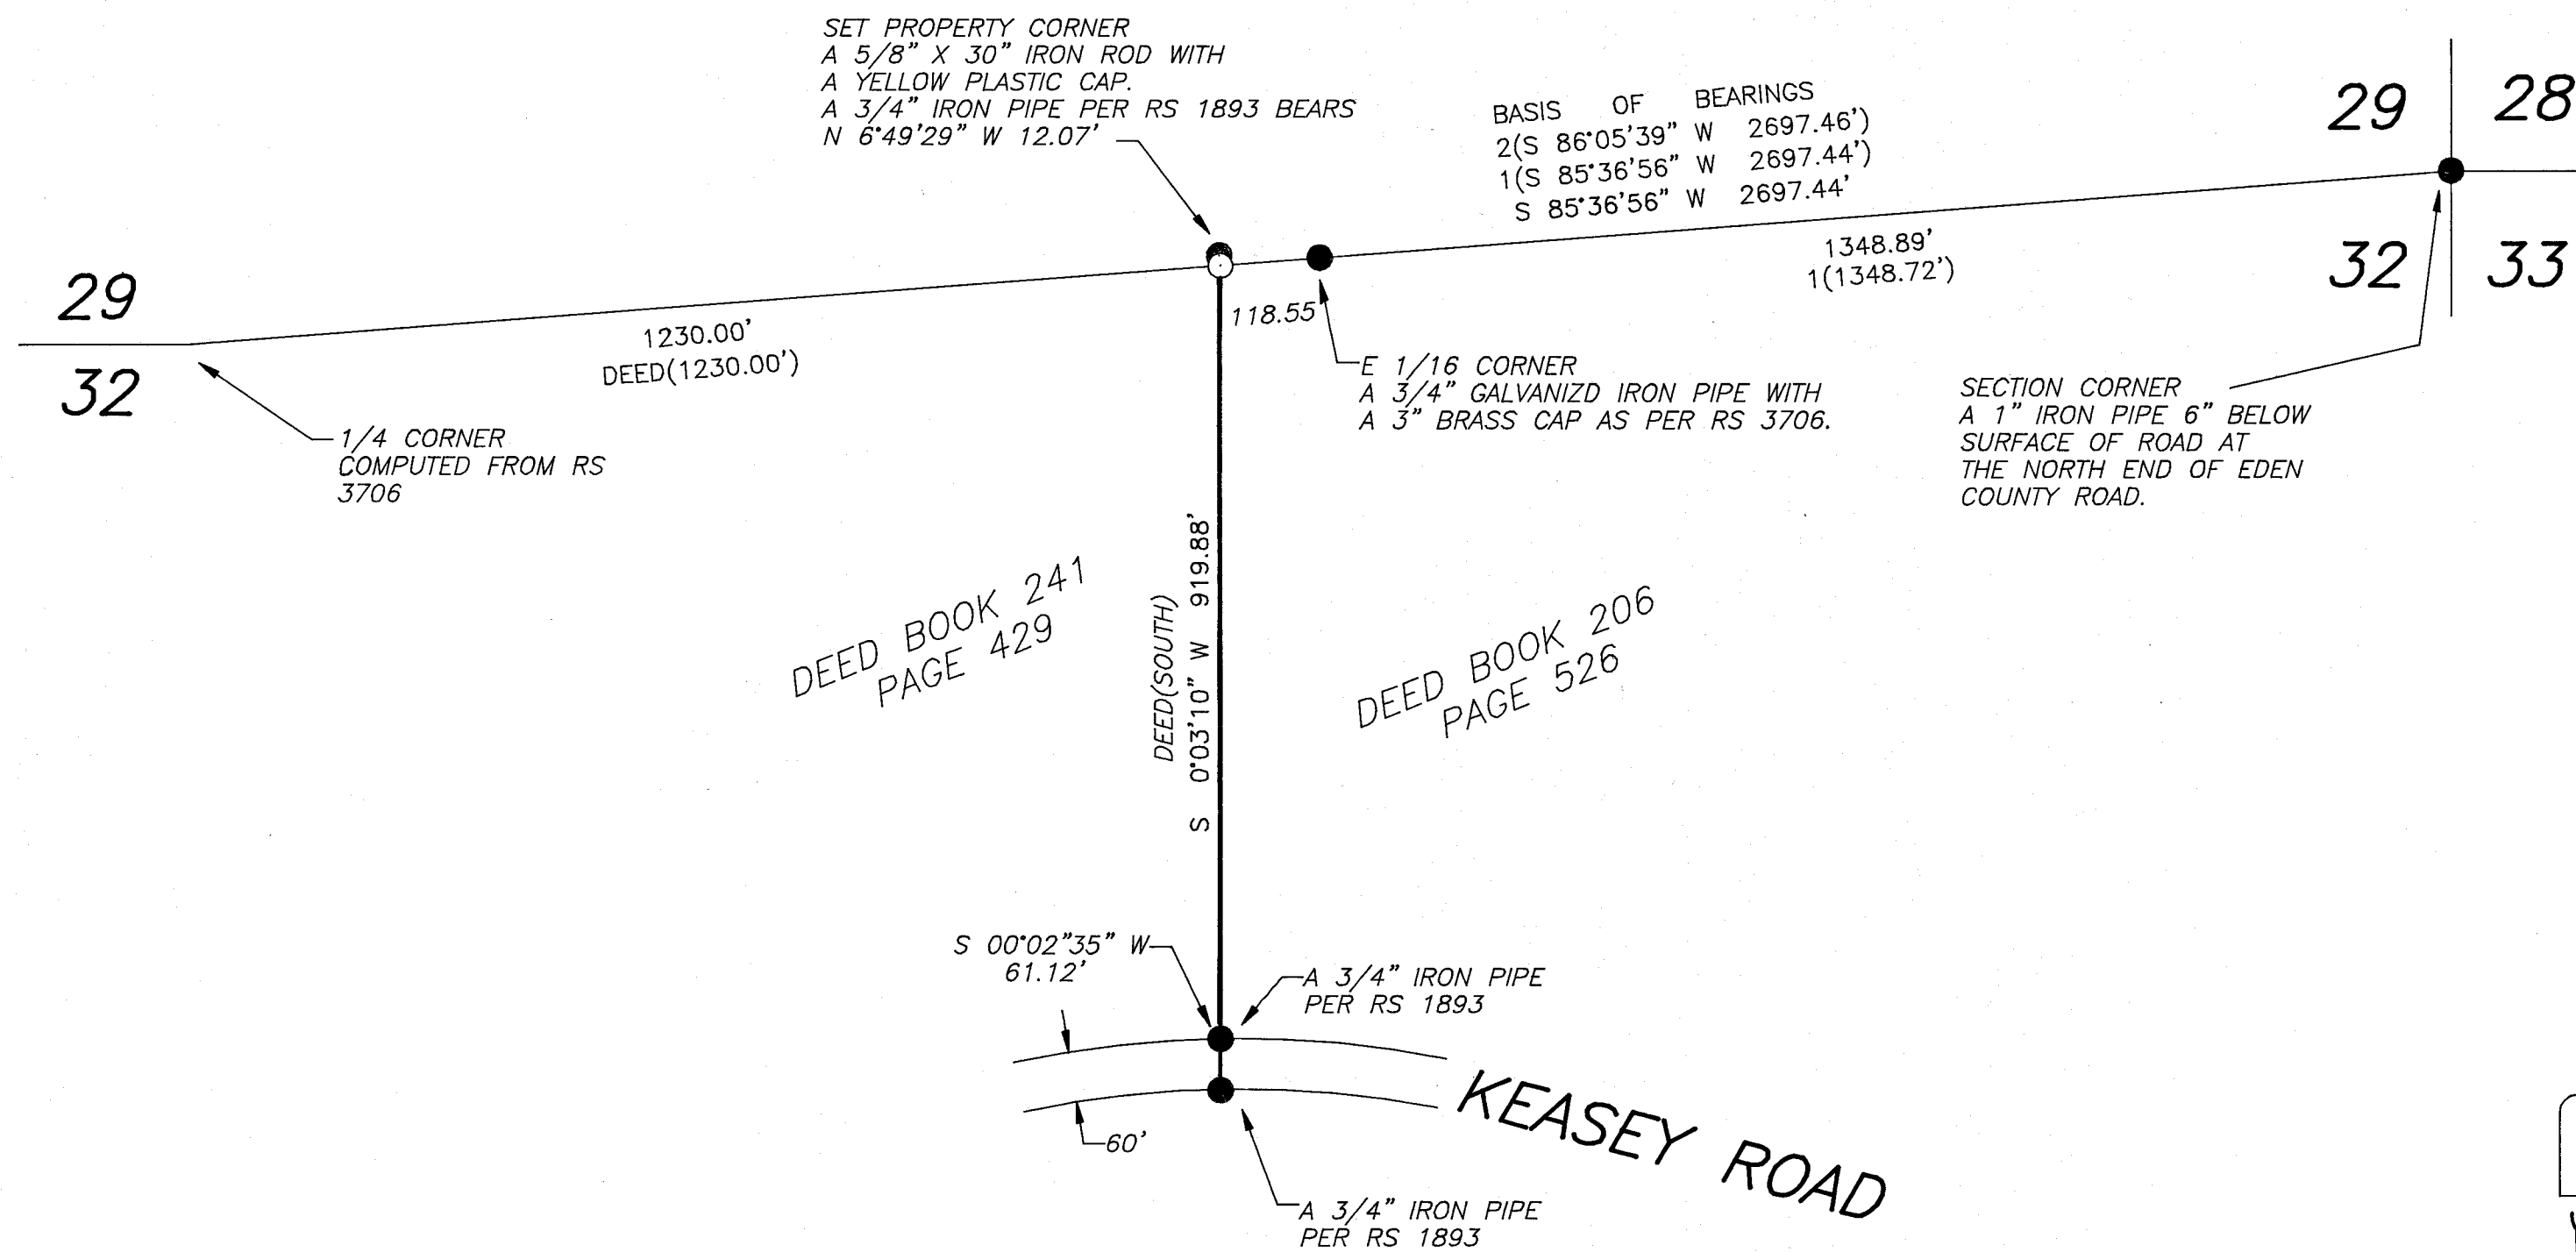 SET PROPERTY CORNER
A 5/8" X 30" IRON ROD WITH
A YELLOW PLASTIC CAP.
A 3/4" IRON PIPE PER RS 1893 BEARS
N 6°49'29" W 12.07'
BASIS OF BEARINGS
2(S 86°05'39" W 2697.46')
1(S 85°36'56" W 2697.44')
S 85°36'56" W 2697.44'
29 28
32 33
1348.89'
1(1348.72')
29
32
1230.00'
DEED(1230.00')
118.55'
1/4 CORNER
COMPUTED FROM RS
3706
E 1/16 CORNER
A 3/4" GALVANIZD IRON PIPE WITH
A 3" BRASS CAP AS PER RS 3706.
SECTION CORNER
A 1" IRON PIPE 6" BELOW
SURFACE OF ROAD AT
THE NORTH END OF EDEN
COUNTY ROAD.
DEED BOOK 241
PAGE 429
DEED(SOUTH)
S 0°03'10" W 919.88'
DEED BOOK 206
PAGE 526
S 00°02"35" W
61.12'
A 3/4" IRON PIPE
PER RS 1893
60'
KEASEY ROAD
A 3/4" IRON PIPE
PER RS 1893